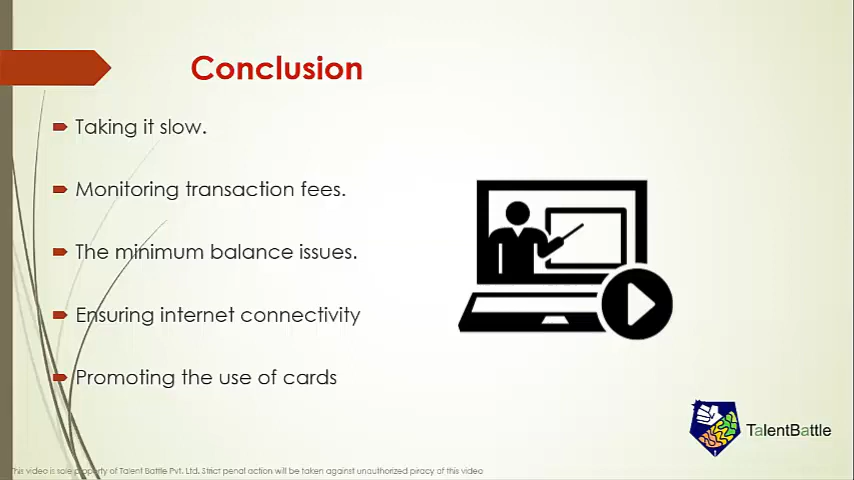 Conclusion
Taking it slow.
Monitoring transaction fees.
The minimum balance issues.
Ensuring internet connectivity
Promoting the use of cards
TalentBattle
This video is sole property of Talent Battle Pvt. Ltd. Strict penal action will be taken against unauthorized piracy of this video